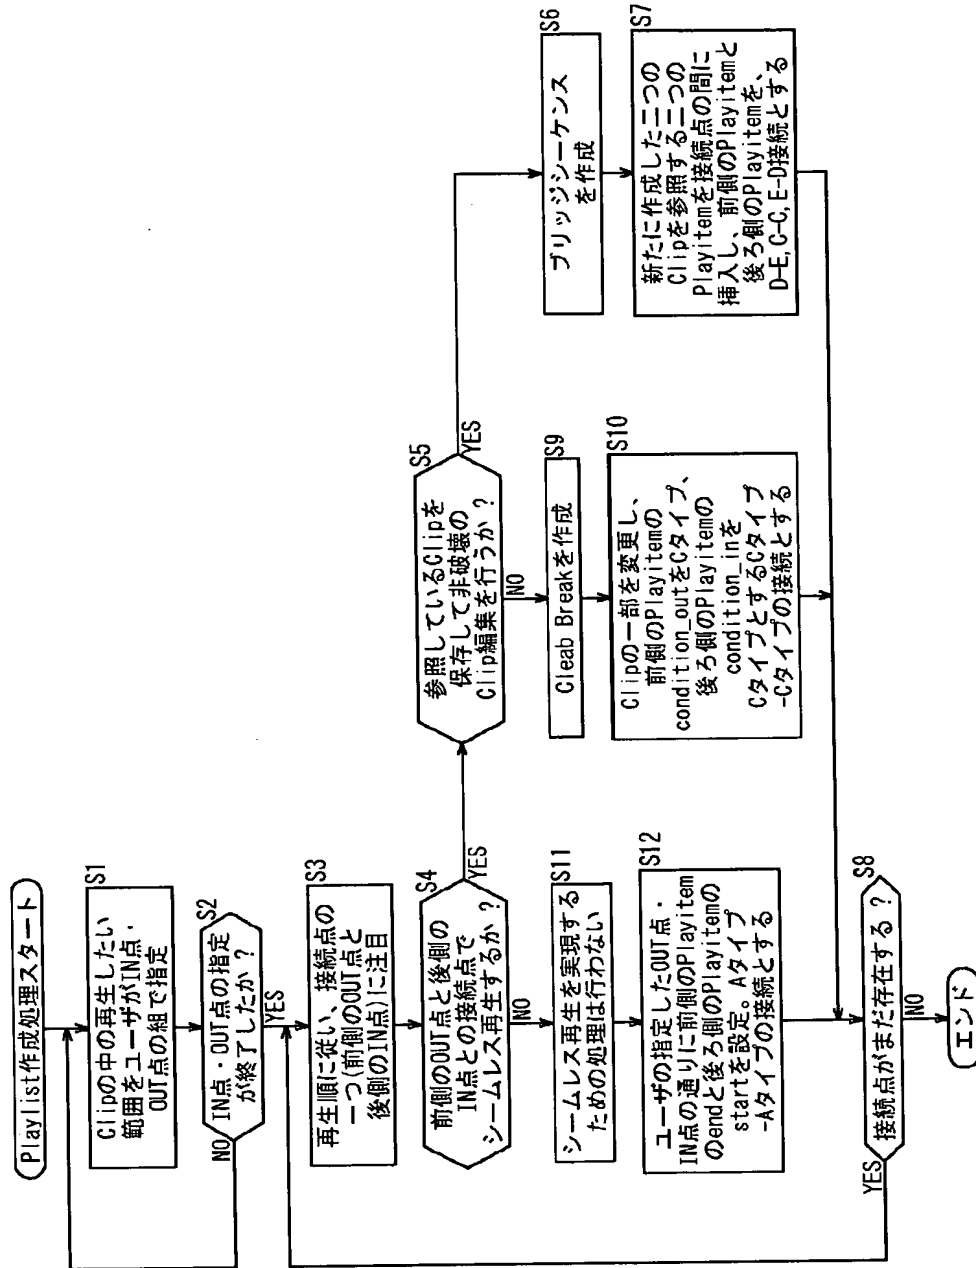 Playlist作成処理スタート
S1
Clipの中の再生したい
範囲をユーザがIN点・
OUT点の組で指定
S2
IN点・OUT点の指定
が終了したか？
NO
YES
S3
再生順に従い、接続点の
一つ(前側のOUT点と
後側のIN点)に注目
S4
前側のOUT点と後側の
IN点との接続点で
シームレス再生するか？
YES
NO
S5
参照しているClipを
保存して非破壊の
Clip編集を行うか？
YES
NO
S6
ブリッジシーケンス
を作成
S7
新たに作成した二つの
Clipを参照する二つの
Playitemを接続点の間に
挿入し、前側のPlayitemと
後ろ側のPlayitemを、
D-E,C-C,E-D接続とする
S9
Cleab Breakを作成
S10
Clipの一部を変更し、
前側のPlayitemの
condition_outをCタイプ、
後ろ側のPlayitemの
condition_inを
CタイプとするCタイプ
-Cタイプの接続とする
S11
シームレス再生を実現する
ための処理は行わない
S12
ユーザの指定したOUT点・
IN点の通りに前側のPlayitem
のendと後ろ側のPlayitemの
startを設定。Aタイプ
-Aタイプの接続とする
S8
接続点がまだ存在する？
YES
NO
エンド